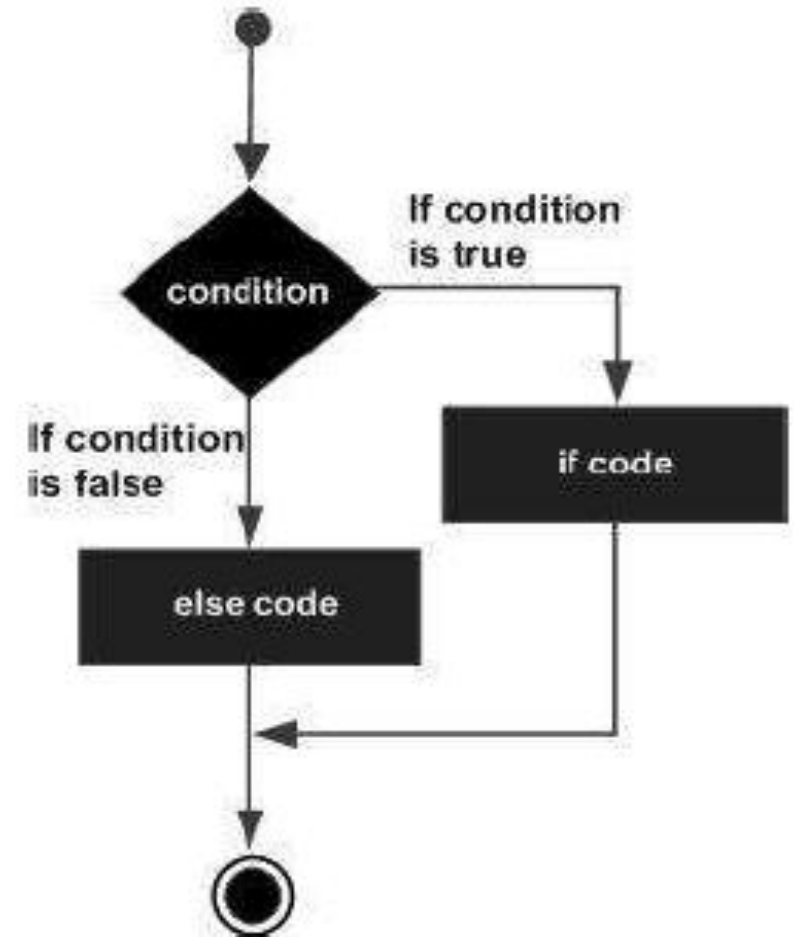 If condition
is true
condition
If condition
is false
if code
else code